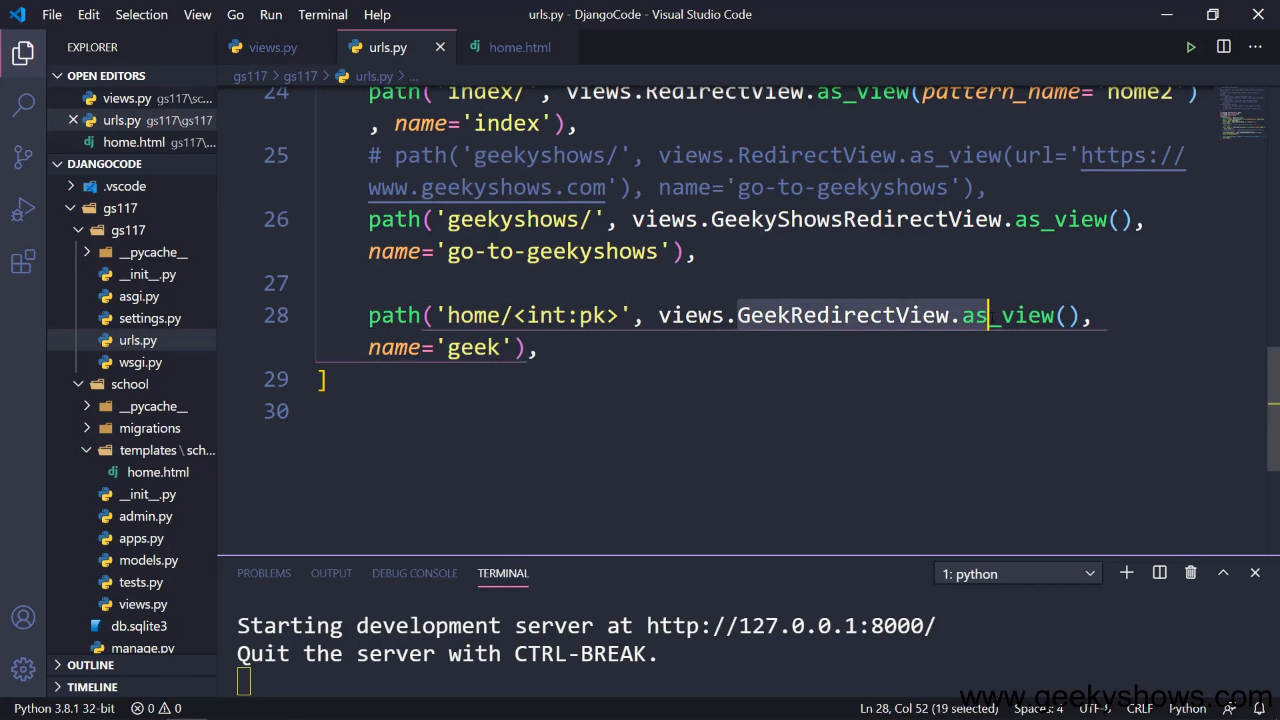 File Edit Selection View Go Run Terminal Help urls.py - DjangoCode - Visual Studio Code
EXPLORER
OPEN EDITORS
views.py gs117\sc...
urls.py gs117\gs117
home.html gs117\...
DJANGOCODE
.vscode
gs117
gs117
__pycache__
__init__.py
asgi.py
settings.py
urls.py
wsgi.py
school
__pycache__
migrations
templates \ sch...
home.html
__init__.py
admin.py
apps.py
models.py
tests.py
views.py
db.sqlite3
manage.py
OUTLINE
TIMELINE
views.py urls.py home.html
gs117 > gs117 > urls.py > ...
24 path('index/', views.RedirectView.as_view(pattern_name='home2')
, name='index'),
25 # path('geekyshows/', views.RedirectView.as_view(url='https://
www.geekyshows.com'), name='go-to-geekyshows'),
26 path('geekyshows/', views.GeekyShowsRedirectView.as_view(),
name='go-to-geekyshows'),
27
28 path('home/<int:pk>', views.GeekRedirectView.as_view(),
name='geek'),
29 ]
30
PROBLEMS OUTPUT DEBUG CONSOLE TERMINAL 1: python
Starting development server at http://127.0.0.1:8000/
Quit the server with CTRL-BREAK.
www.geekyshows.com
Python 3.8.1 32-bit 0 0 Ln 28, Col 52 (19 selected) Spaces: 4 UTF-8 CRLF Python